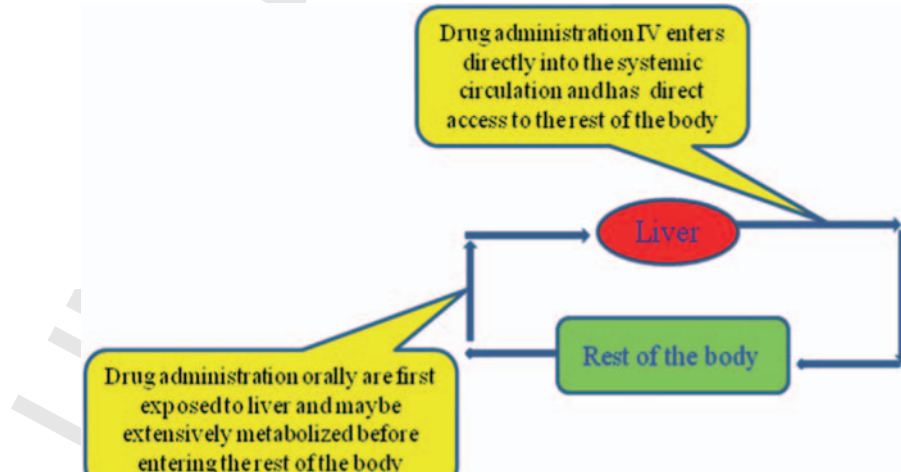 Drug administration IV enters
directly into the systemic
circulation and has direct
access to the rest of the body
Liver
Rest of the body
Drug administration orally are first
exposed to liver and maybe
extensively metabolized before
entering the rest of the body